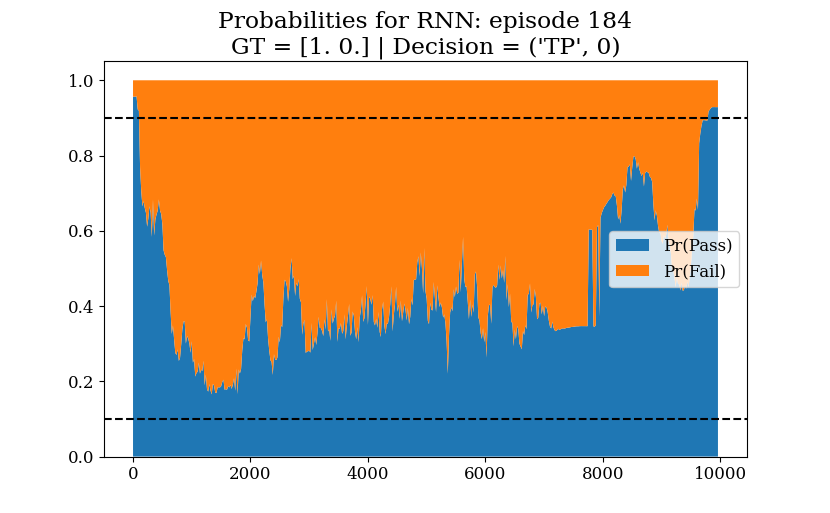 Probabilities for RNN: episode 184
GT = [1. 0.] | Decision = ('TP', 0)
1.0
0.8
0.6
0.4
0.2
0.0
Pr(Pass)
Pr(Fail)
0 2000 4000 6000 8000 10000